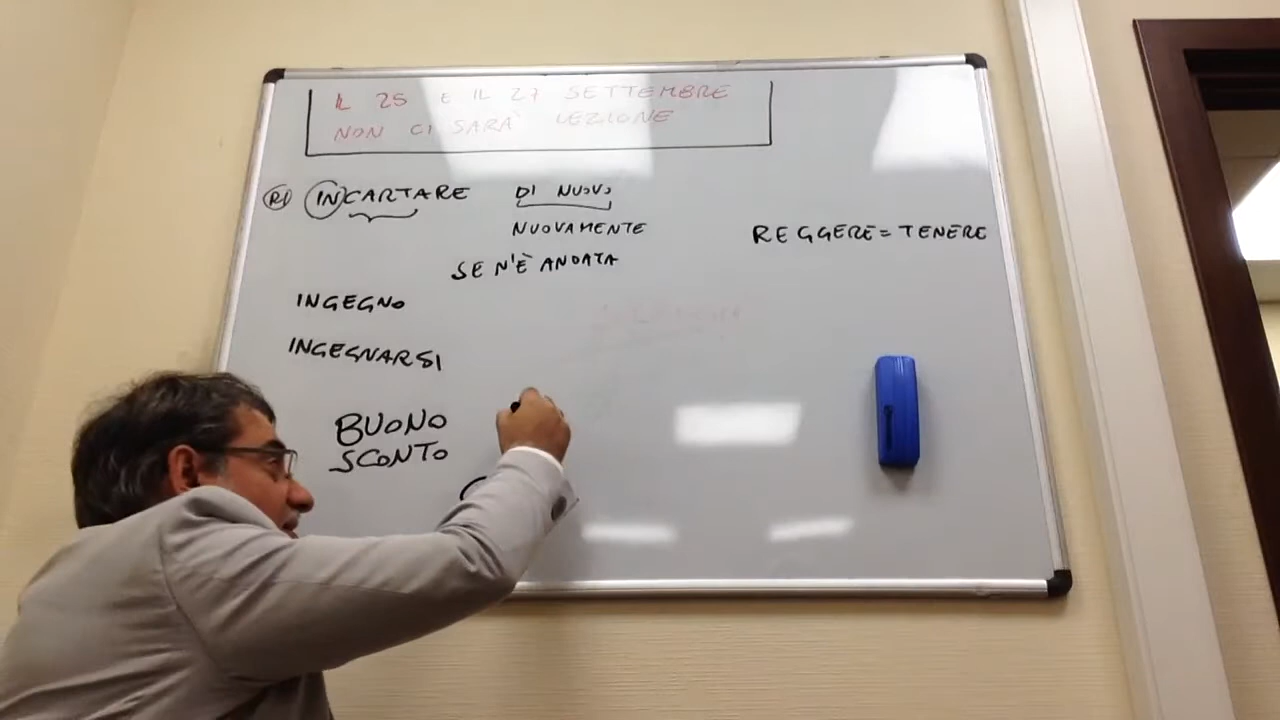 IL 25 E IL 27 SETTEMBRE
NON CI SARÀ LEZIONE
RI INCARTARE DI NUOVO
NUOVAMENTE
REGGERE = TENERE
SE N'È ANDATA
INGEGNO
INGEGNARSI
BUONO
SCONTO